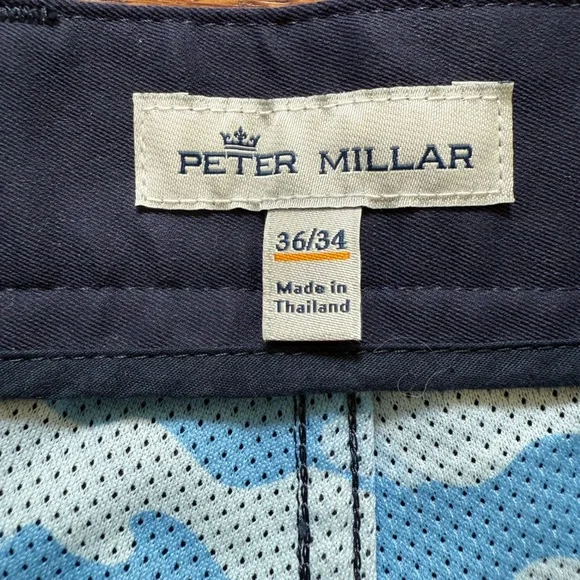 PETER MILLAR
36/34
Made in
Thailand